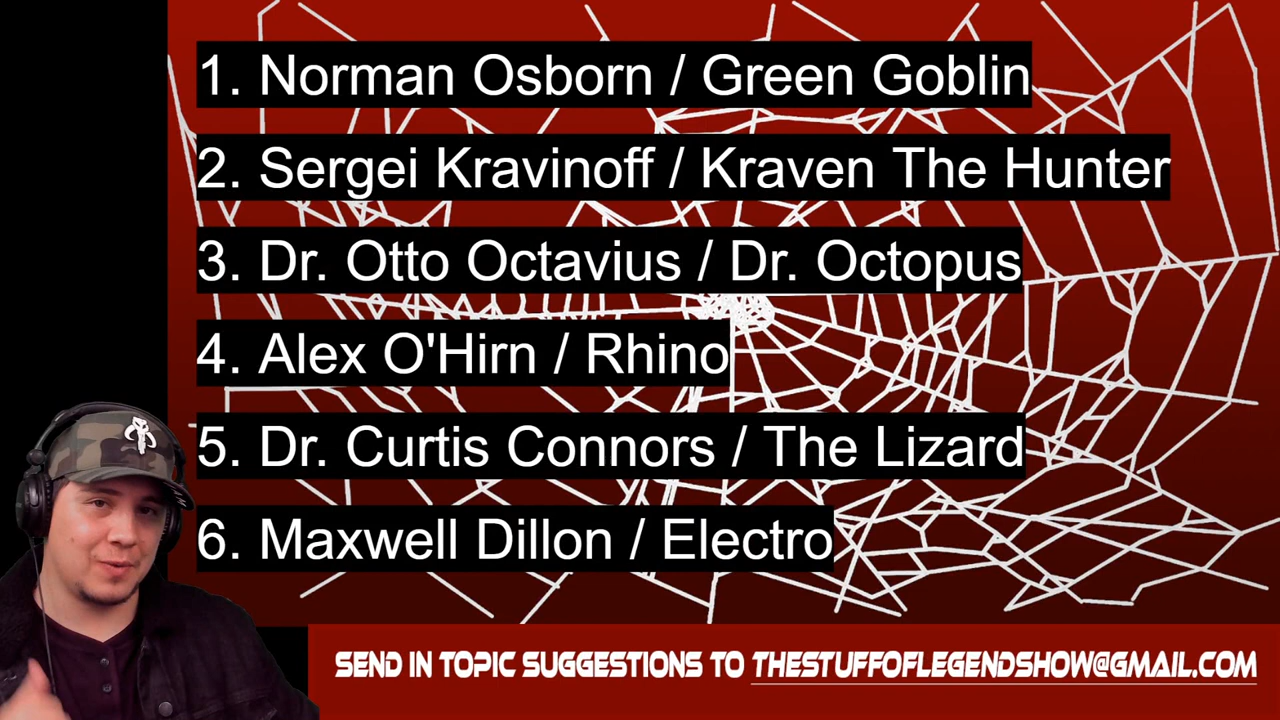 1. Norman Osborn / Green Goblin
2. Sergei Kravinoff / Kraven The Hunter
3. Dr. Otto Octavius / Dr. Octopus
4. Alex O'Hirn / Rhino
5. Dr. Curtis Connors / The Lizard
6. Maxwell Dillon / Electro
SEND IN TOPIC SUGGESTIONS TO THESTUFFOFLEGENDSHOW@GMAIL.COM